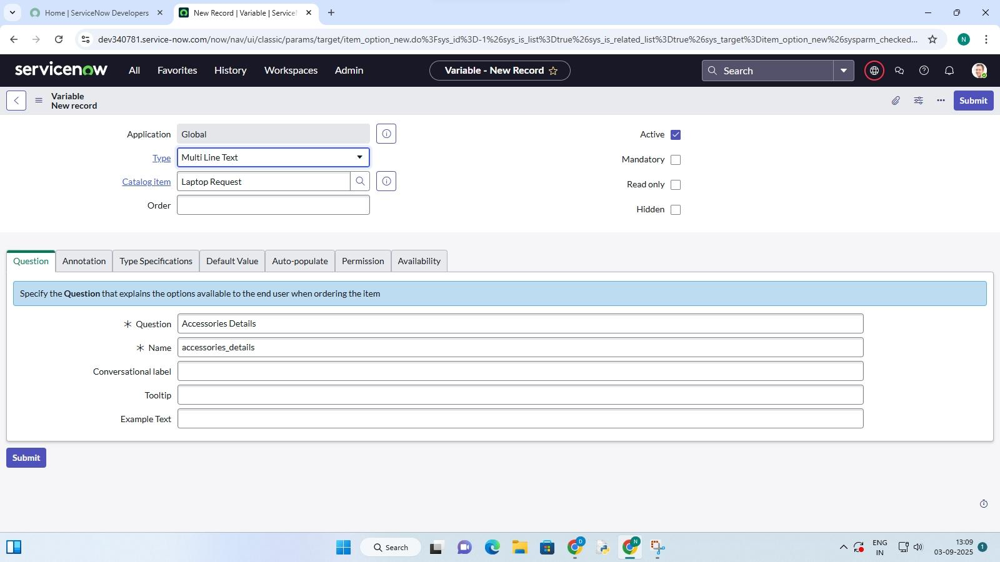 Home | ServiceNow Developers
New Record | Variable | Service
dev340781.service-now.com/now/nav/ui/classic/params/target/item_option_new.do%3Fsys_id%3D-1%26sys_is_list%3Dtrue%26sys_is_related_list%3Dtrue%26sys_target%3Ditem_option_new%26sysparm_checked...
N
servicenow
All
Favorites
History
Workspaces
Admin
Variable - New Record
Search
Variable
New record
Submit
Application
Global
Type
Multi Line Text
Catalog item
Laptop Request
Order
Active
Mandatory
Read only
Hidden
Question
Annotation
Type Specifications
Default Value
Auto-populate
Permission
Availability
Specify the Question that explains the options available to the end user when ordering the item
Question
Accessories Details
Name
accessories_details
Conversational label
Tooltip
Example Text
Submit
Search
D
N
ENG
IN
13:09
03-09-2025
1